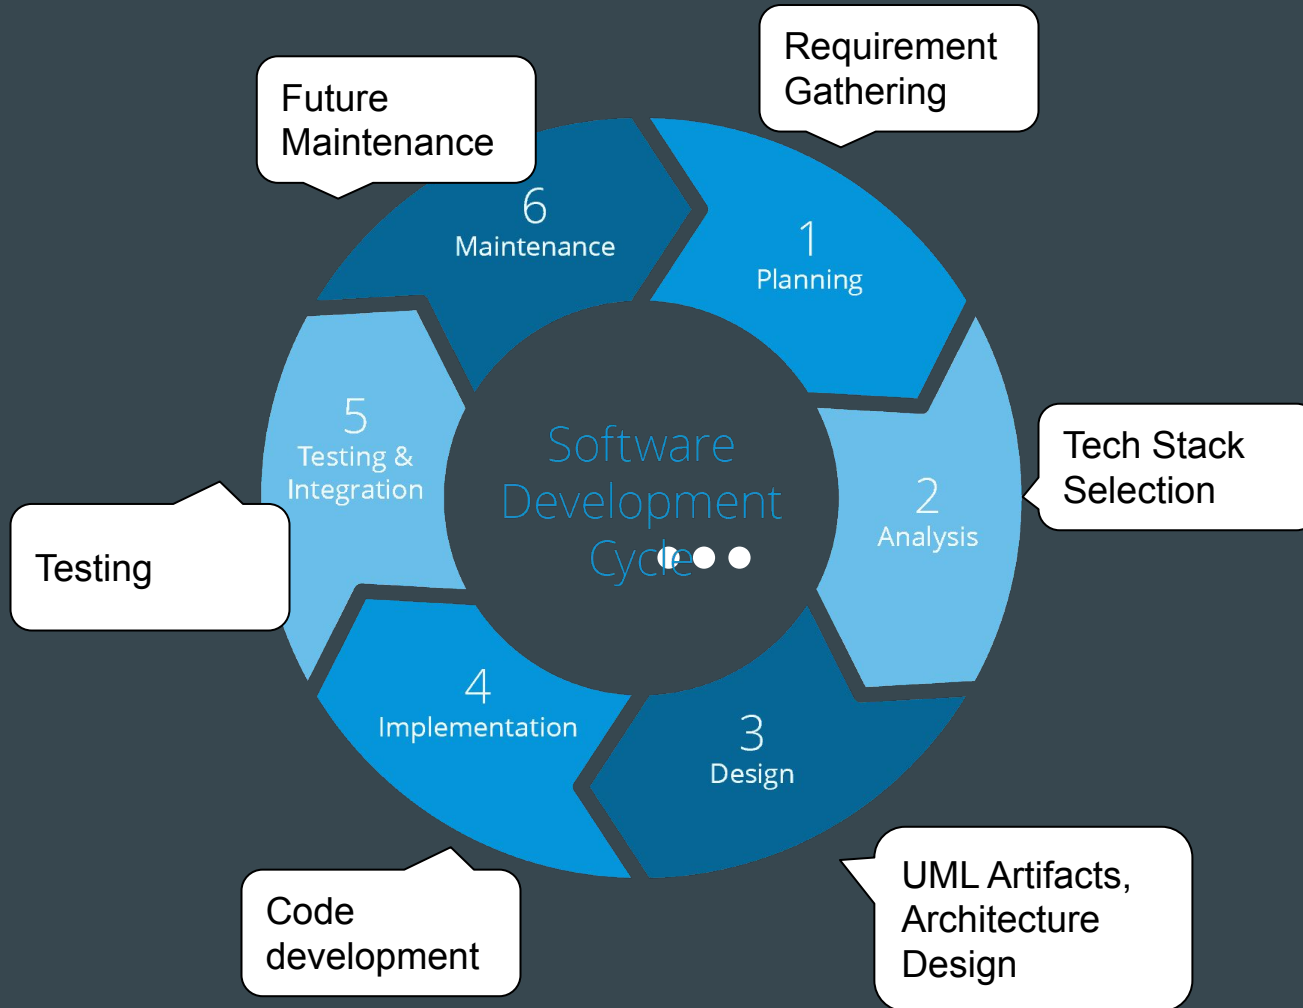 Requirement
Gathering
Future
Maintenance
6
Maintenance
1
Planning
5
Testing &
Integration
Software
Development
Cycle
Tech Stack
Selection
2
Analysis
Testing
4
Implementation
3
Design
Code
development
UML Artifacts,
Architecture
Design